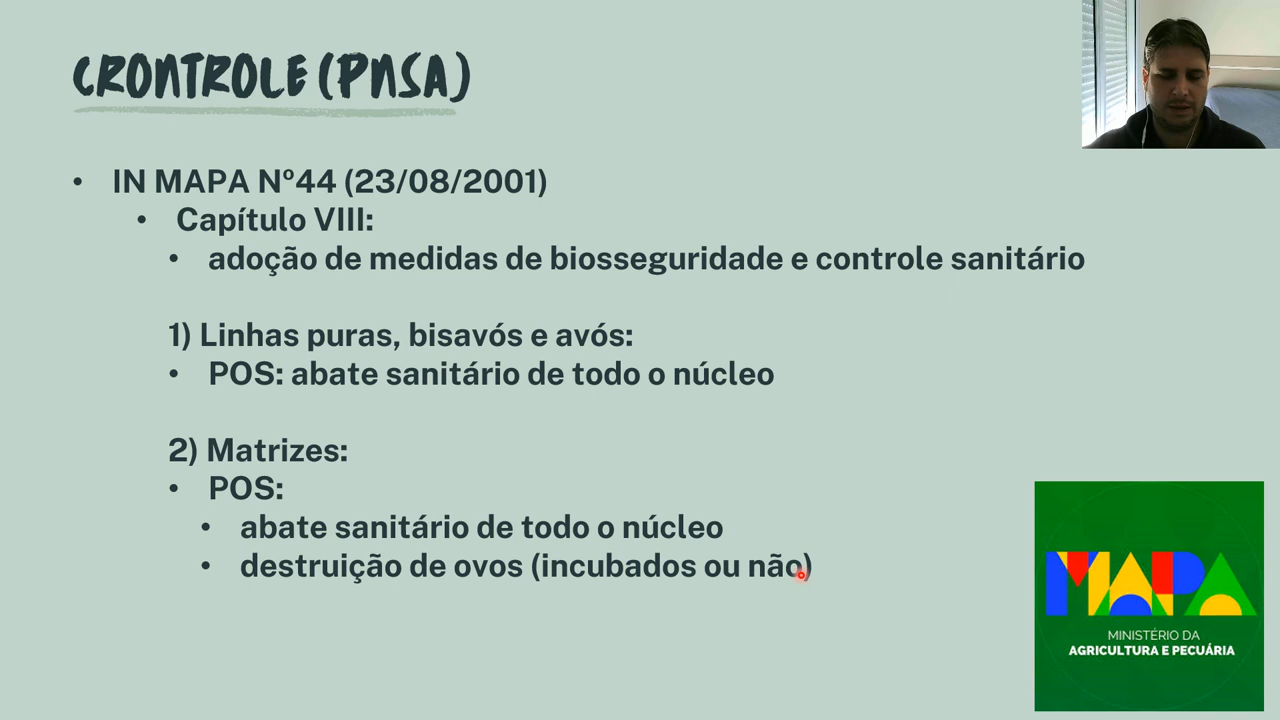 CRONTROLE (PNSA)
• IN MAPA Nº44 (23/08/2001)
• Capítulo VIII:
• adoção de medidas de biosseguridade e controle sanitário
1) Linhas puras, bisavós e avós:
• POS: abate sanitário de todo o núcleo
2) Matrizes:
• POS:
• abate sanitário de todo o núcleo
• destruição de ovos (incubados ou não)
MAPA
MINISTÉRIO DA
AGRICULTURA E PECUÁRIA